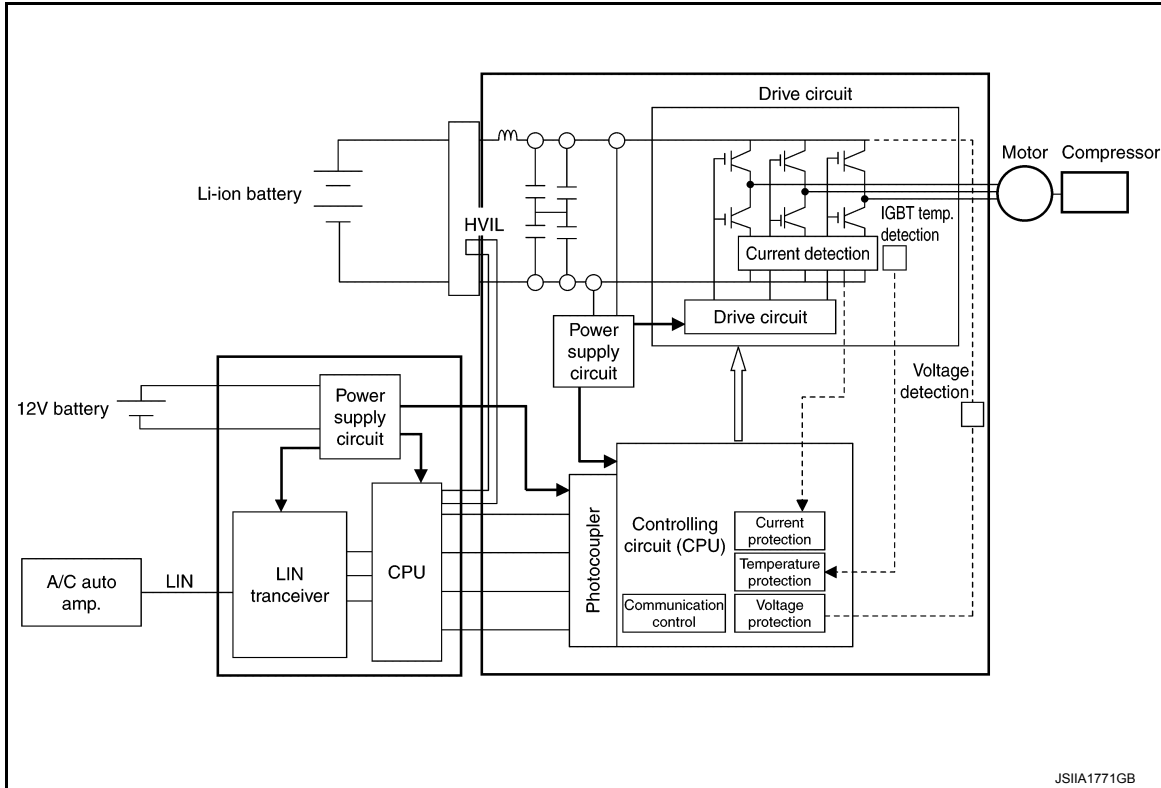 Drive circuit
Motor
Compressor
Li-ion battery
HVIL
IGBT temp.
detection
Current detection
Drive circuit
Power
supply
circuit
Voltage
detection
12V battery
Power
supply
circuit
A/C auto
amp.
LIN
LIN
tranceiver
CPU
Photocoupler
Controlling
circuit (CPU)
Current
protection
Temperature
protection
Communication
control
Voltage
protection
JSIIA1771GB